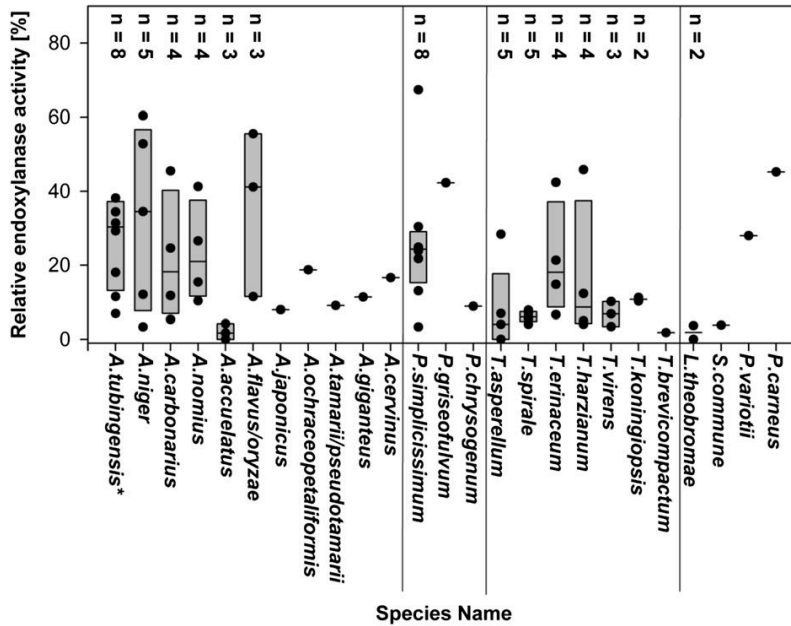 Relative endoxylanase activity [%]
80
60
40
20
0
n = 8
n = 5
n = 4
n = 4
n = 3
n = 3
n = 8
n = 5
n = 5
n = 4
n = 4
n = 3
n = 2
n = 2
A.tubingensis*
A.niger
A.carbonarius
A.nomius
A.accuelatus
A.flavus/oryzae
A.japonicus
A.ochraceopetaliformis
A.tamarii/pseudotamarii
A.giganteus
A.cervinus
P.simplicissimum
P.griseofulvum
P.chrysogenum
T.asperellum
T.spirale
T.erinaceum
T.harzianum
T.virens
T.koningiopsis
T.brevicompactum
L.theobromae
S.commune
P.variotii
P.carneus
Species Name